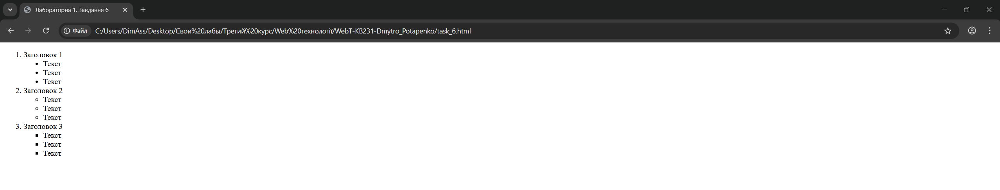 Лабораторна 1. Завдання 6
Файл C:/Users/DimAss/Desktop/Свои%20лабы/Третий%20курс/Web%20технології/WebT-KB231-Dmytro_Potapenko/task_6.html
1. Заголовок 1
• Текст
• Текст
• Текст
2. Заголовок 2
◦ Текст
◦ Текст
◦ Текст
3. Заголовок 3
▪ Текст
▪ Текст
▪ Текст